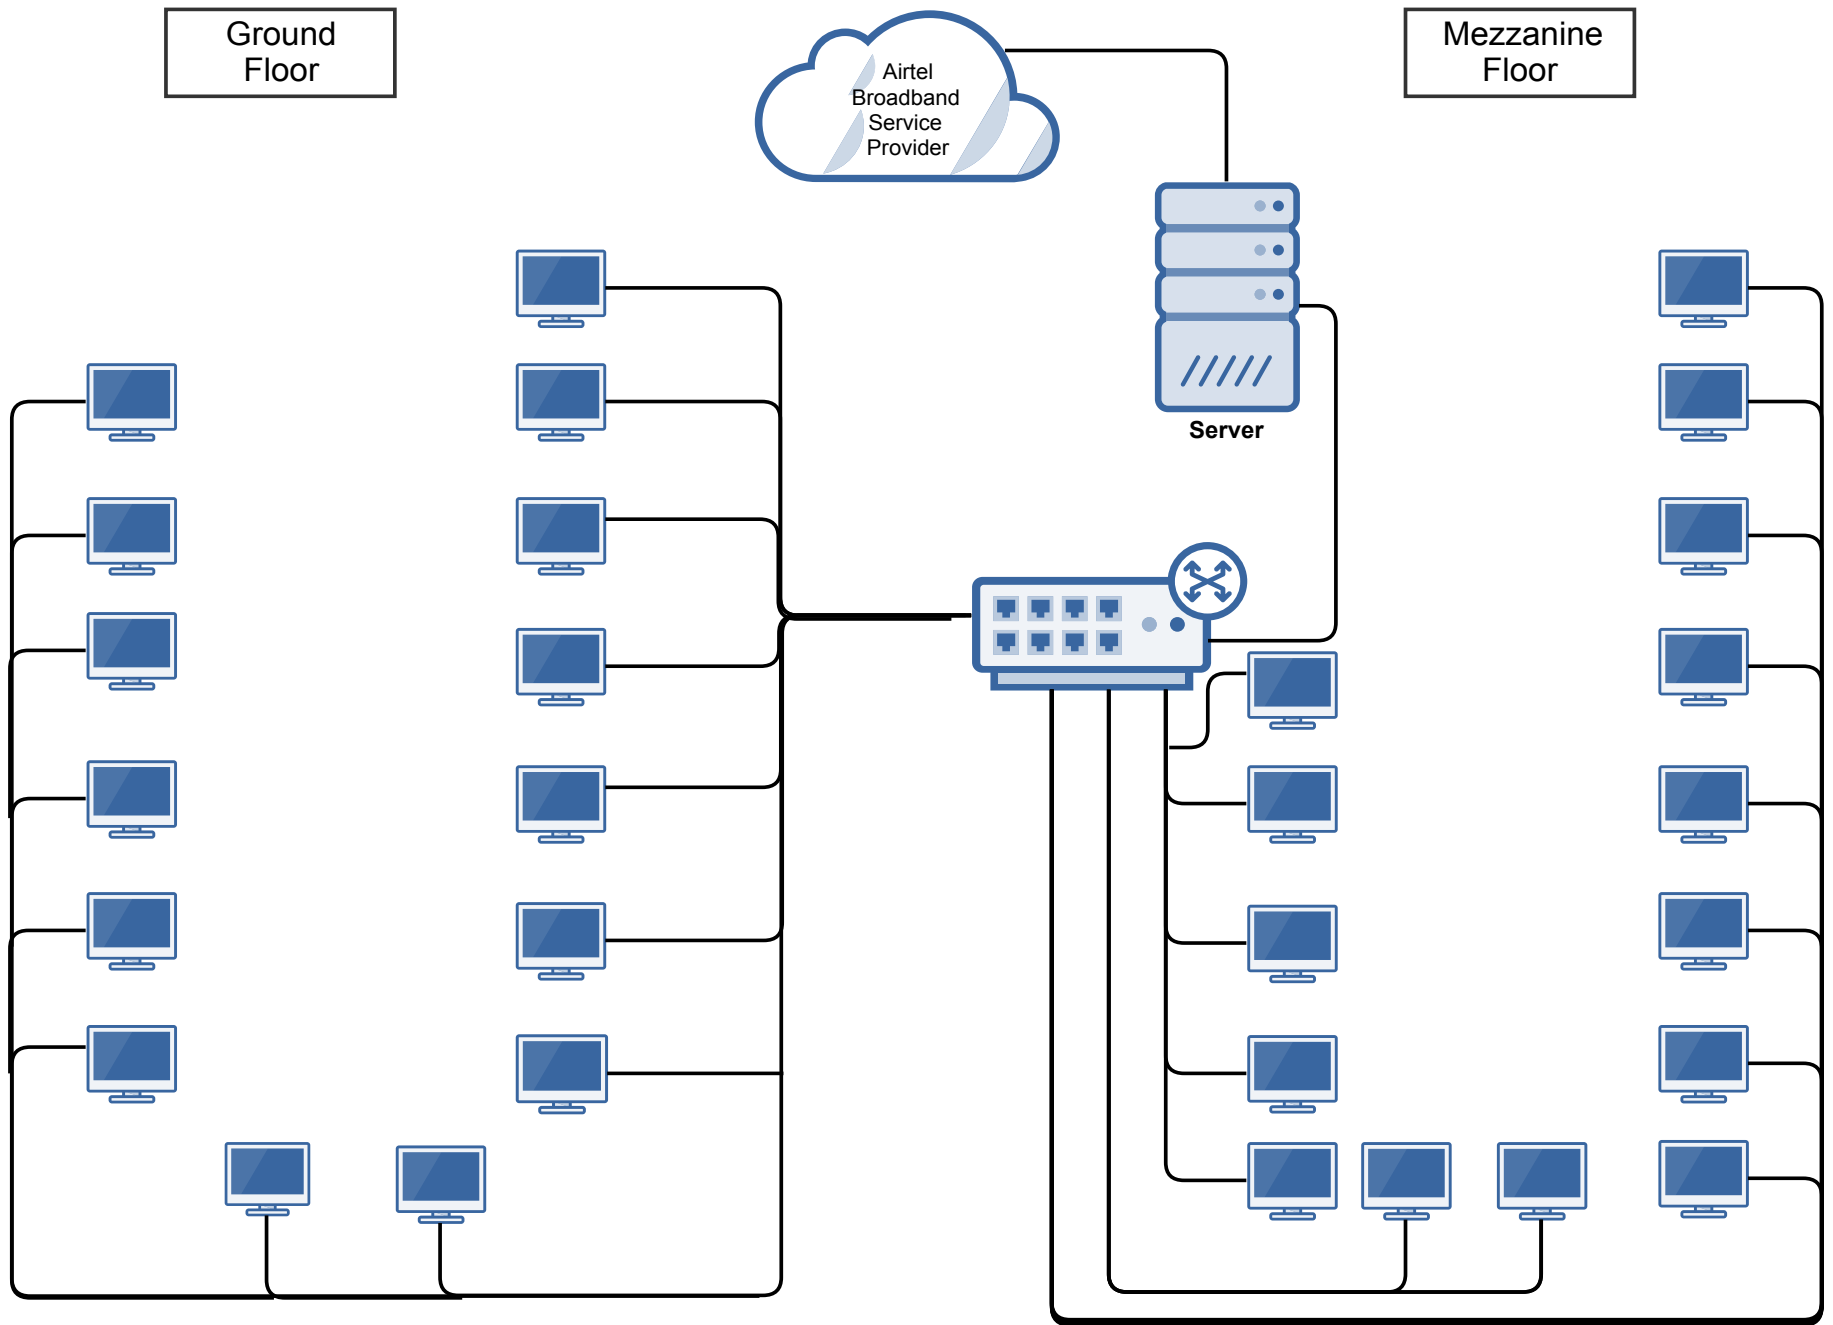 Ground
Floor
Airtel
Broadband
Service
Provider
Mezzanine
Floor
Server